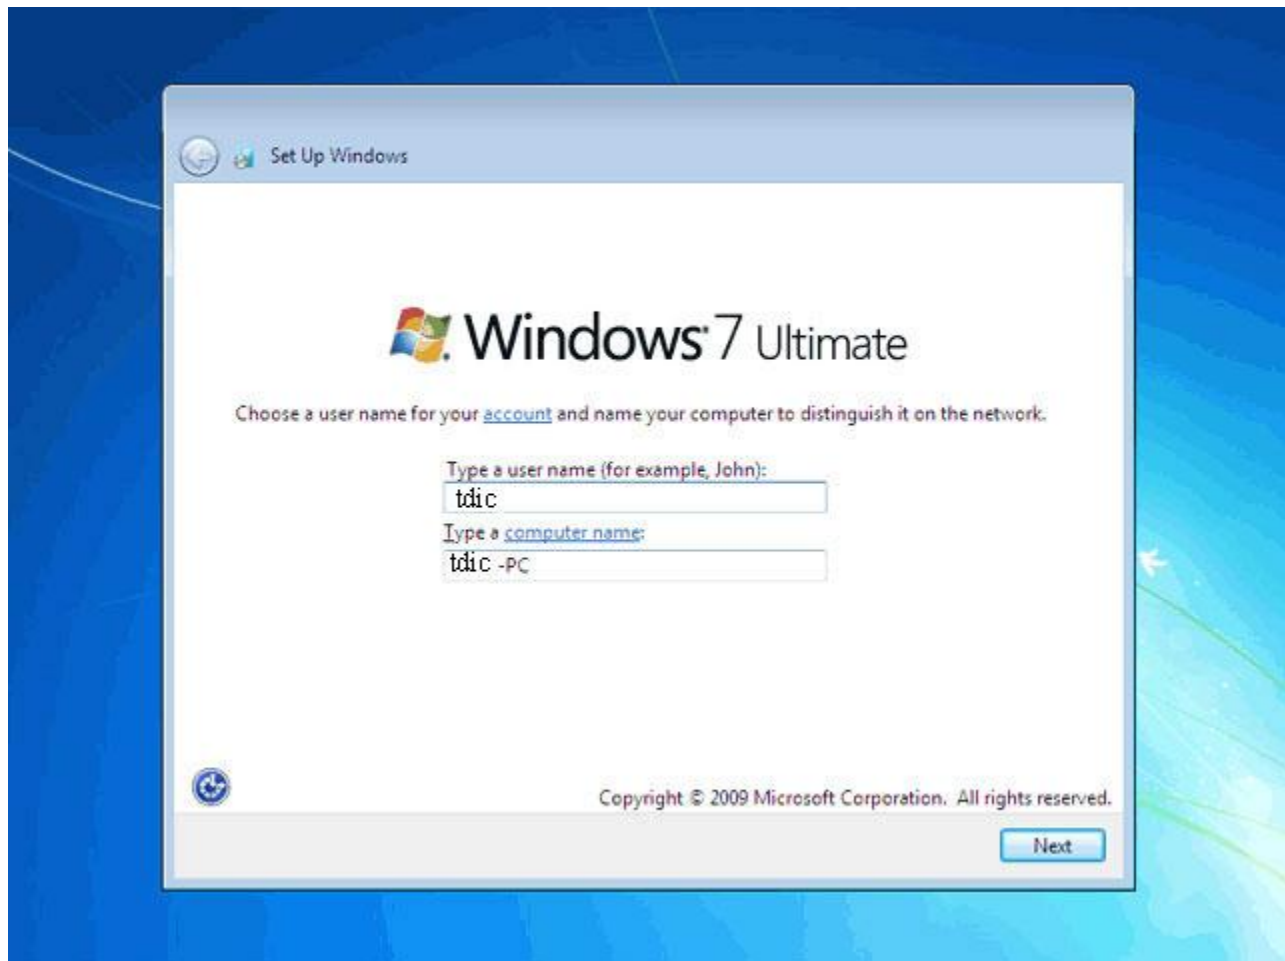 Set Up Windows
Windows 7 Ultimate
Choose a user name for your account and name your computer to distinguish it on the network.
Type a user name (for example, John):
tdic
Type a computer name:
tdic -PC
Copyright © 2009 Microsoft Corporation. All rights reserved.
Next